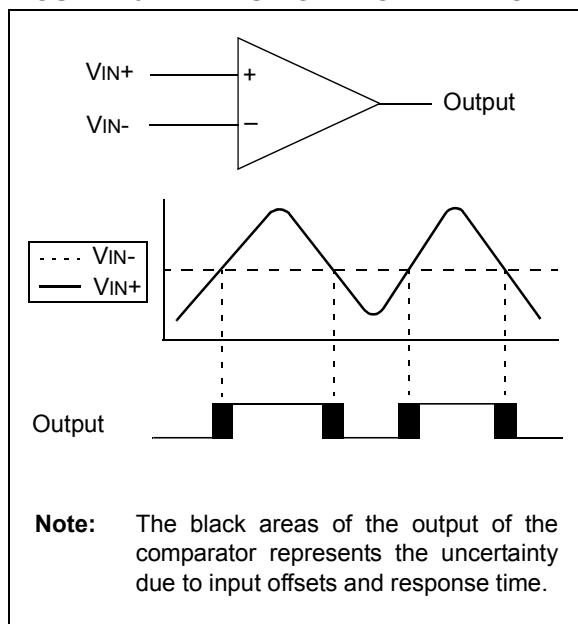 VIN+
+
Output
VIN-
–
VIN-
VIN+
Output
Note: The black areas of the output of the
comparator represents the uncertainty
due to input offsets and response time.